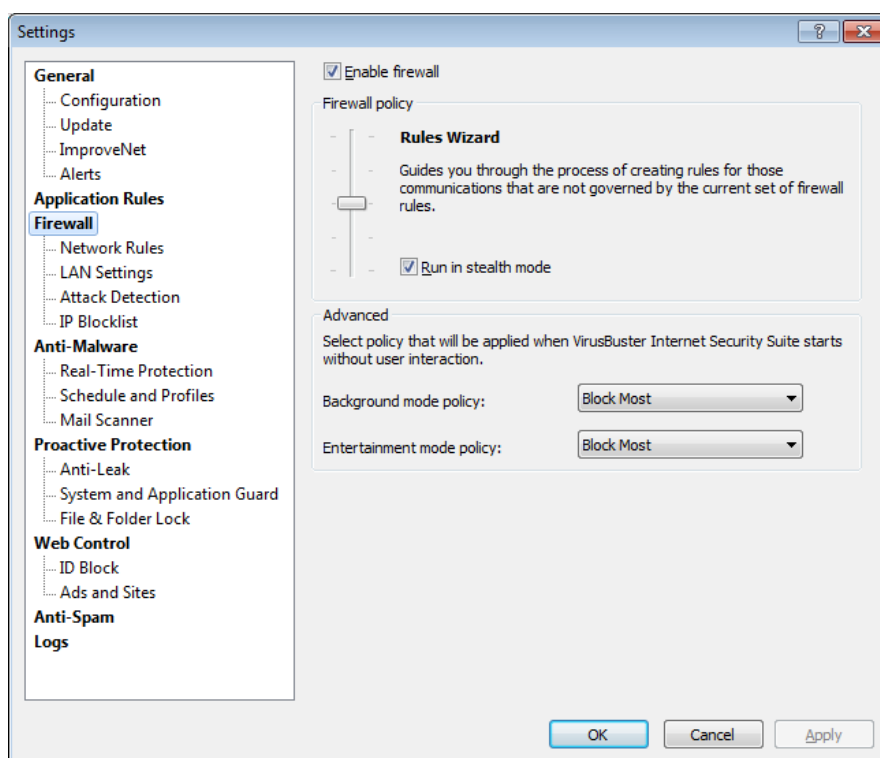 Settings
General
Configuration
Update
ImproveNet
Alerts
Application Rules
Firewall
Network Rules
LAN Settings
Attack Detection
IP Blocklist
Anti-Malware
Real-Time Protection
Schedule and Profiles
Mail Scanner
Proactive Protection
Anti-Leak
System and Application Guard
File & Folder Lock
Web Control
ID Block
Ads and Sites
Anti-Spam
Logs
Enable firewall
Firewall policy
Rules Wizard
Guides you through the process of creating rules for those
communications that are not governed by the current set of firewall
rules.
Run in stealth mode
Advanced
Select policy that will be applied when VirusBuster Internet Security Suite starts
without user interaction.
Background mode policy: Block Most
Entertainment mode policy: Block Most
OK Cancel Apply